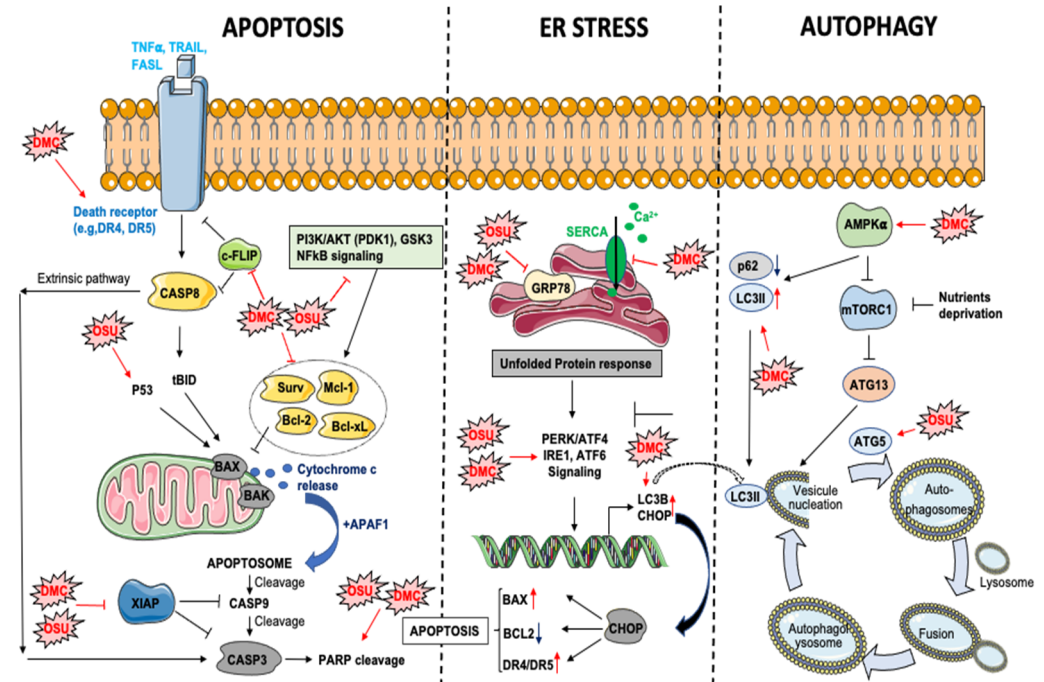 APOPTOSIS
ER STRESS
AUTOPHAGY
TNFα, TRAIL,
FASL
DMC
Death receptor
(e.g,DR4, DR5)
c-FLIP
PI3K/AKT (PDK1), GSK3
NFkB signaling
Extrinsic pathway
CASP8
DMC
OSU
OSU
P53
tBID
Surv
Mcl-1
Bcl-2
Bcl-xL
BAX
BAK
Cytochrome c
release
+APAF1
APOPTOSOME
Cleavage
CASP9
Cleavage
DMC
OSU
XIAP
CASP3
PARP cleavage
OSU
DMC
Ca²⁺
SERCA
OSU
DMC
GRP78
DMC
Unfolded Protein response
PERK/ATF4
IRE1, ATF6
Signaling
OSU
DMC
DMC
LC3B
CHOP
APOPTOSIS
BAX
BCL2
DR4/DR5
CHOP
AMPKα
DMC
p62
LC3II
mTORC1
Nutrients
deprivation
DMC
ATG13
ATG5
OSU
LC3II
Vesicule
nucleation
Auto-
phagosomes
Lysosome
Fusion
Autophagol
ysosome